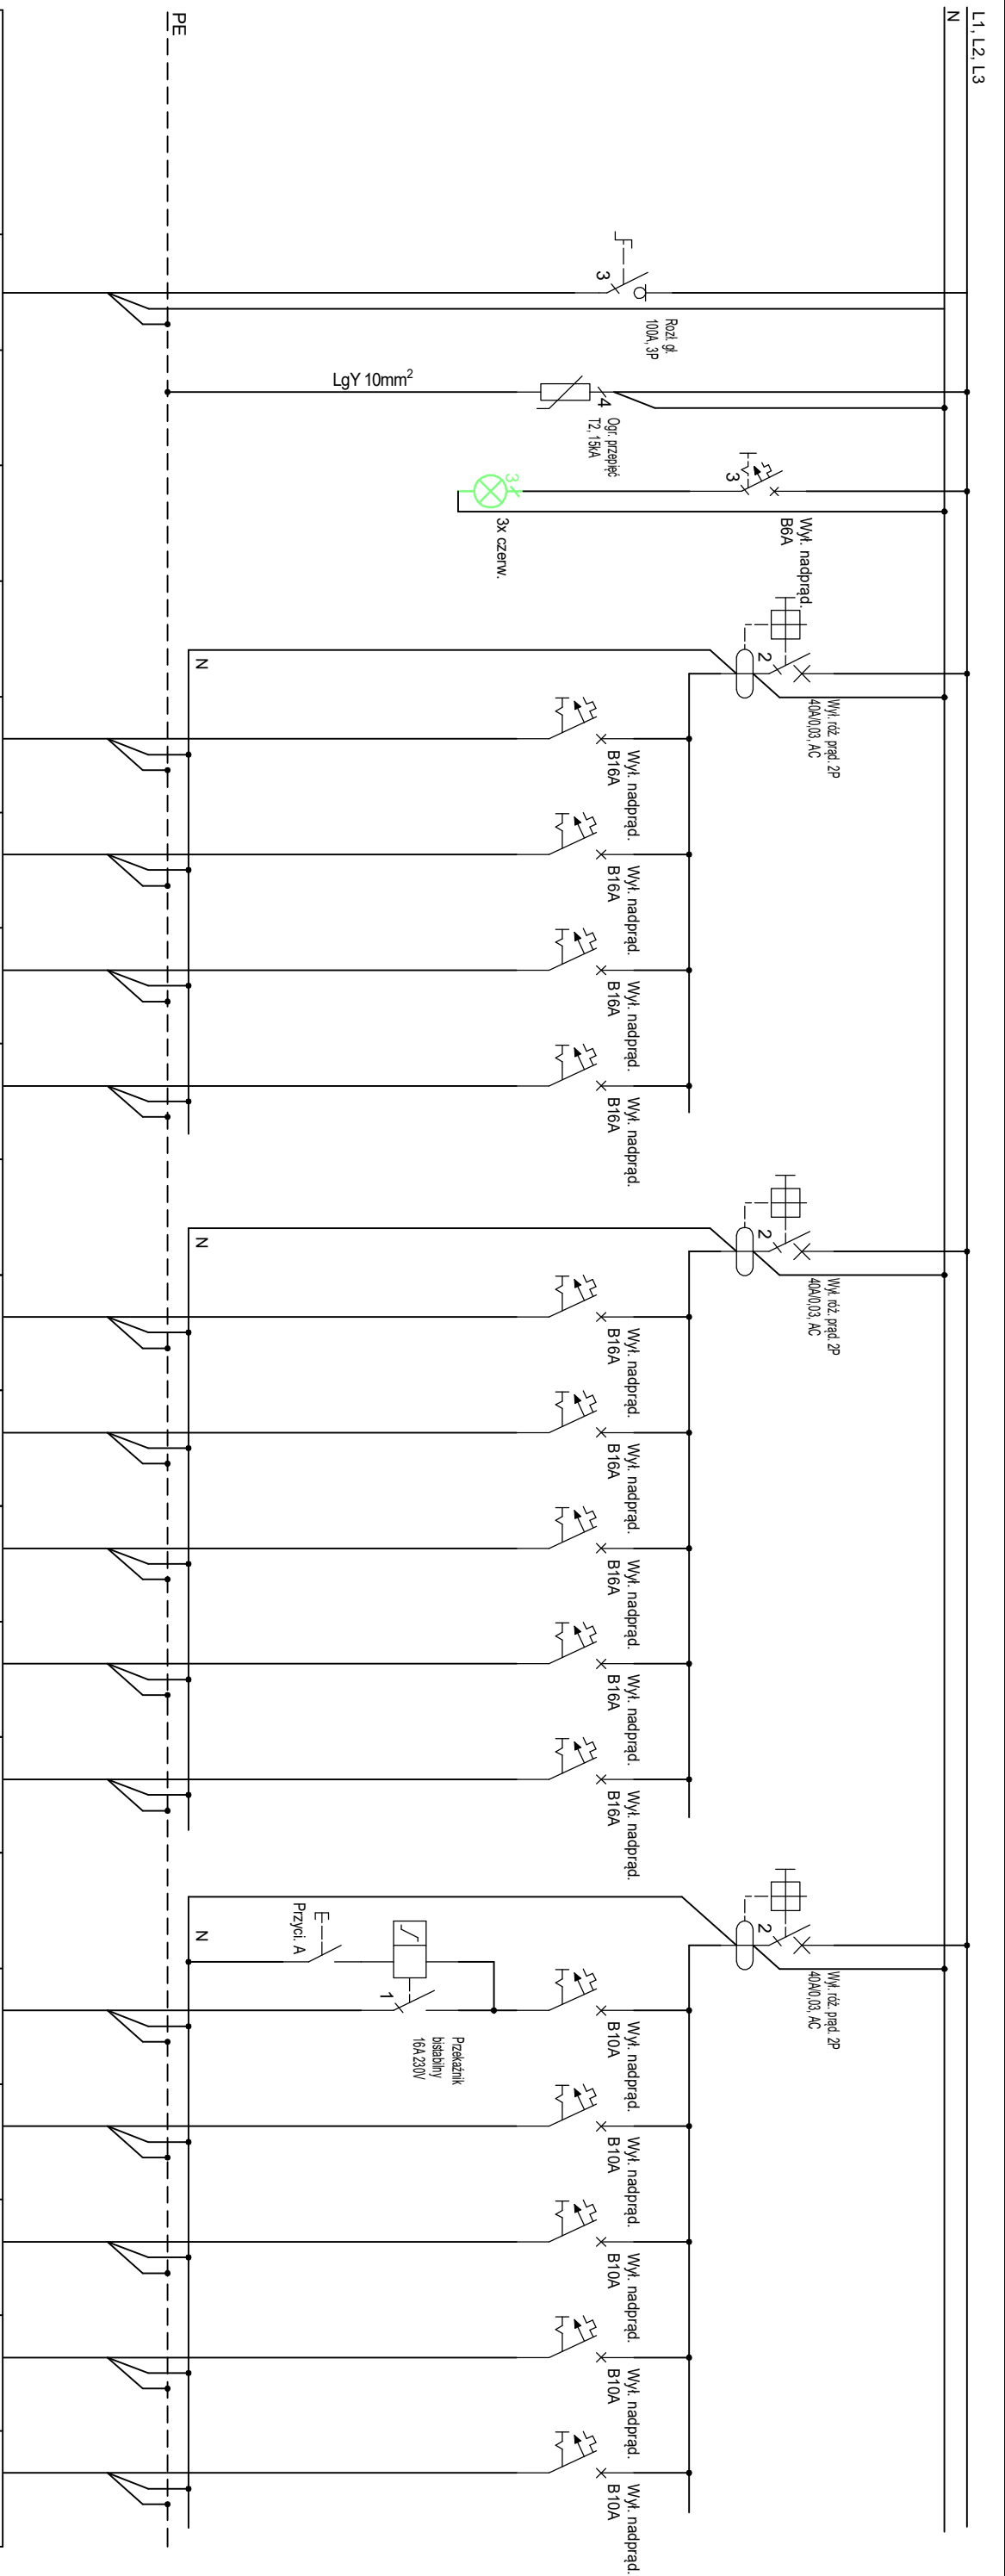 L1, L2, L3
N
Rozł. gł.
100A, 3P
3
Ogr. przepięć
T2, 15kA
4
LgY 10mm²
Wył. nadprąd.
B6A
3
3
3x czerw.
Wył. róż. prąd. 2P
40A/0,03, AC
2
Wył. nadprąd.
B16A
Wył. nadprąd.
B16A
Wył. nadprąd.
B16A
Wył. nadprąd.
B16A
N
Wył. róż. prąd. 2P
40A/0,03, AC
2
Wył. nadprąd.
B16A
Wył. nadprąd.
B16A
Wył. nadprąd.
B16A
Wył. nadprąd.
B16A
Wył. nadprąd.
B16A
N
Wył. róż. prąd. 2P
40A/0,03, AC
2
Wył. nadprąd.
B10A
Wył. nadprąd.
B10A
Wył. nadprąd.
B10A
Wył. nadprąd.
B10A
Wył. nadprąd.
B10A
Przekaźnik
bistabilny
16A 230V
1
Przyci. A
N
PE